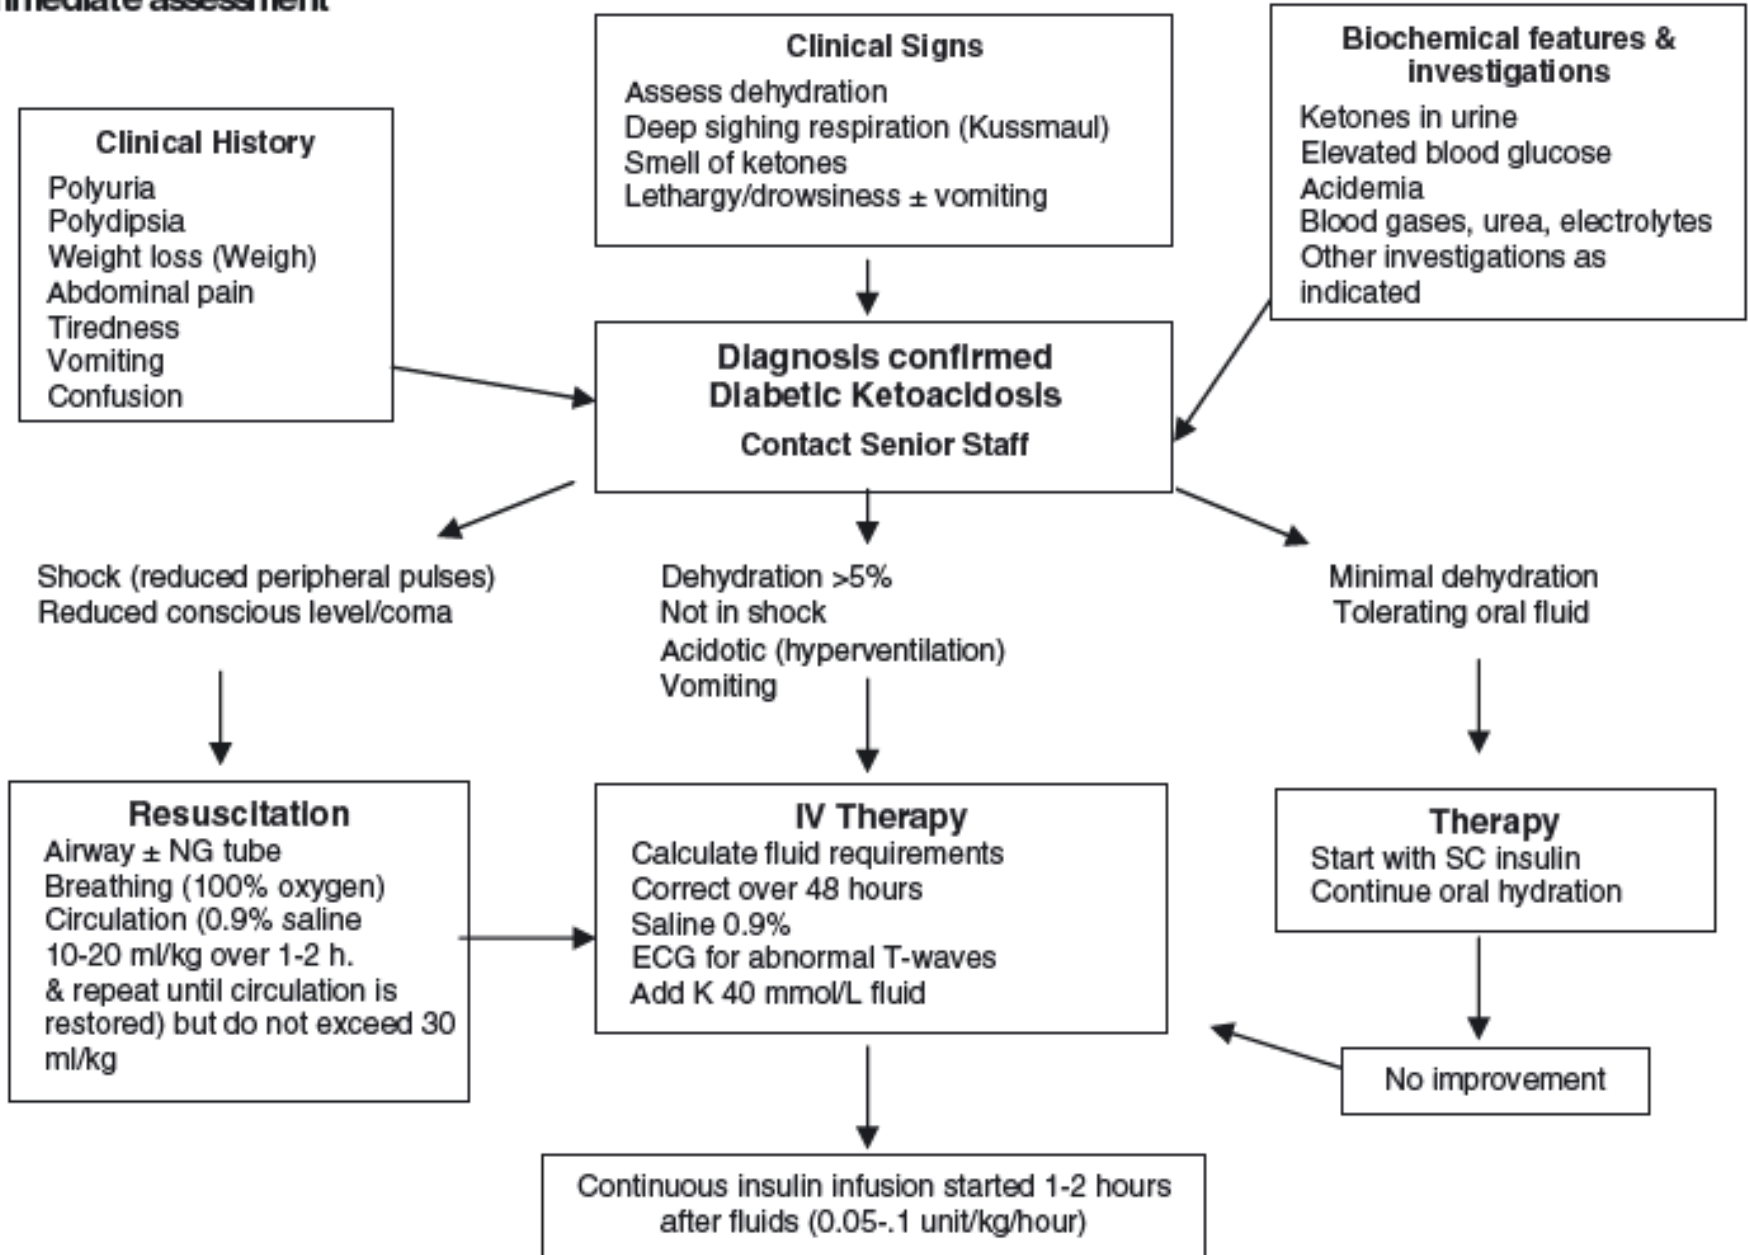 immediate assessment
Clinical Signs
Assess dehydration
Deep sighing respiration (Kussmaul)
Smell of ketones
Lethargy/drowsiness ± vomiting
Biochemical features &
investigations
Ketones in urine
Elevated blood glucose
Acidemia
Blood gases, urea, electrolytes
Other investigations as
indicated
Clinical History
Polyuria
Polydipsia
Weight loss (Weigh)
Abdominal pain
Tiredness
Vomiting
Confusion
Diagnosis confirmed
Diabetic Ketoacidosis
Contact Senior Staff
Shock (reduced peripheral pulses)
Reduced conscious level/coma
Dehydration >5%
Not in shock
Acidotic (hyperventilation)
Vomiting
Minimal dehydration
Tolerating oral fluid
Resuscitation
Airway ± NG tube
Breathing (100% oxygen)
Circulation (0.9% saline
10-20 ml/kg over 1-2 h.
& repeat until circulation is
restored) but do not exceed 30
ml/kg
IV Therapy
Calculate fluid requirements
Correct over 48 hours
Saline 0.9%
ECG for abnormal T-waves
Add K 40 mmol/L fluid
Therapy
Start with SC insulin
Continue oral hydration
No improvement
Continuous insulin infusion started 1-2 hours
after fluids (0.05-.1 unit/kg/hour)